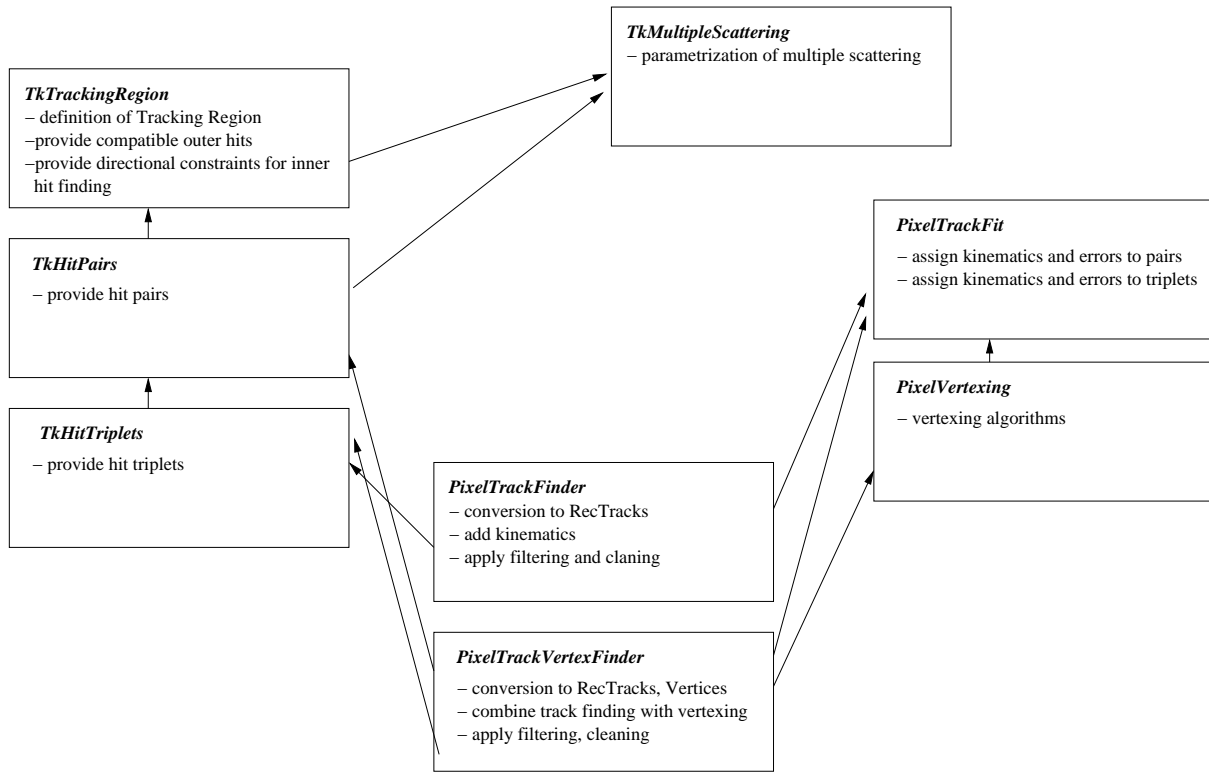 TkMultipleScattering
– parametrization of multiple scattering
TkTrackingRegion
– definition of Tracking Region
–provide compatible outer hits
–provide directional constraints for inner
hit finding
TkHitPairs
– provide hit pairs
TkHitTriplets
– provide hit triplets
PixelTrackFit
– assign kinematics and errors to pairs
– assign kinematics and errors to triplets
PixelVertexing
– vertexing algorithms
PixelTrackFinder
– conversion to RecTracks
– add kinematics
– apply filtering and claning
PixelTrackVertexFinder
– conversion to RecTracks, Vertices
– combine track finding with vertexing
– apply filtering, cleaning